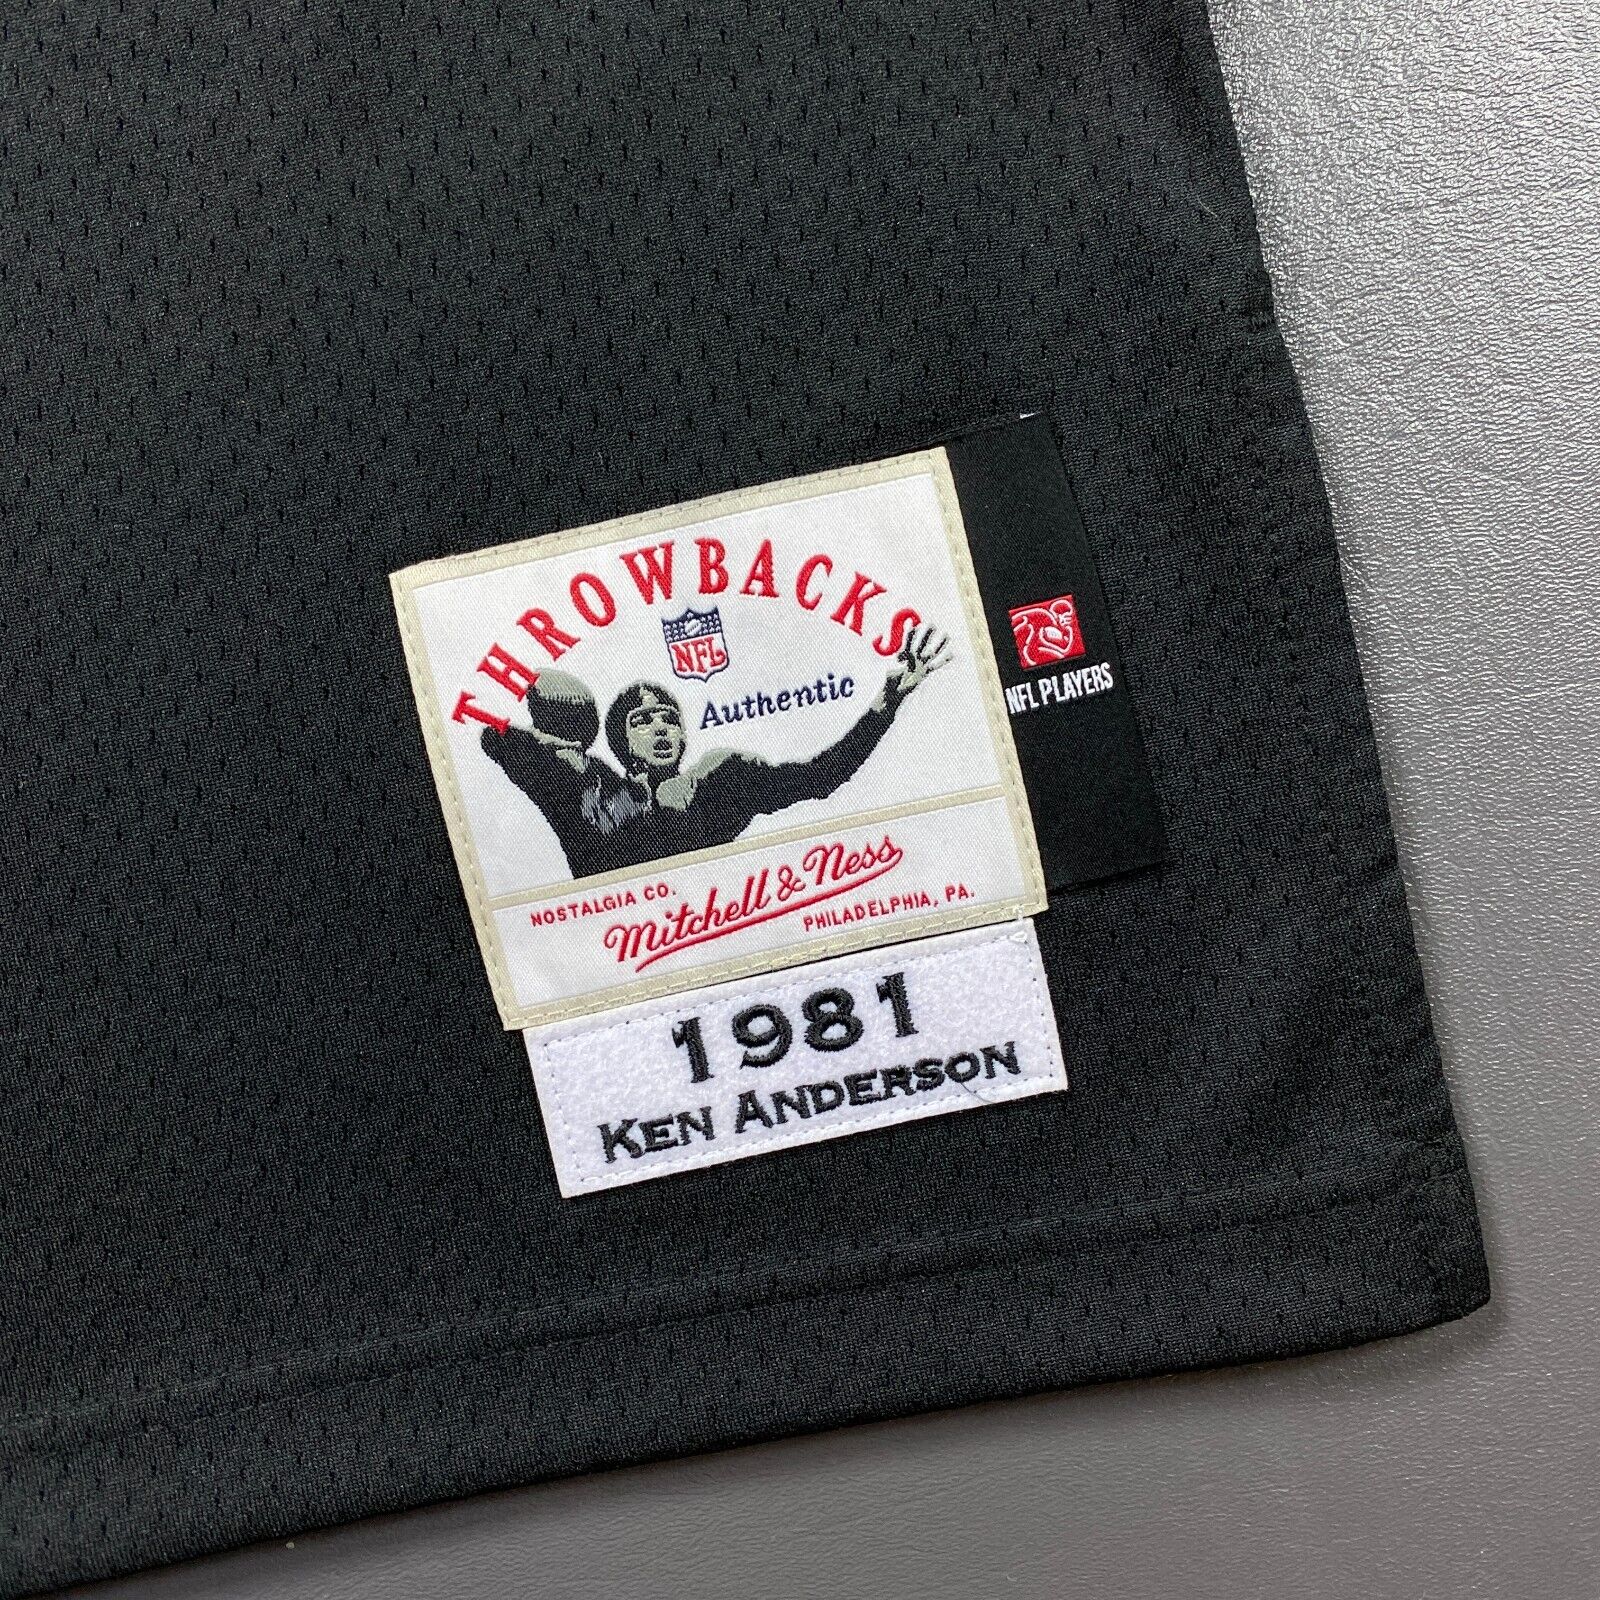 THROWBACKS
NFL
Authentic
NFL PLAYERS
NOSTALGIA CO.
Mitchell & Ness
PHILADELPHIA, PA.
1981
KEN ANDERSON